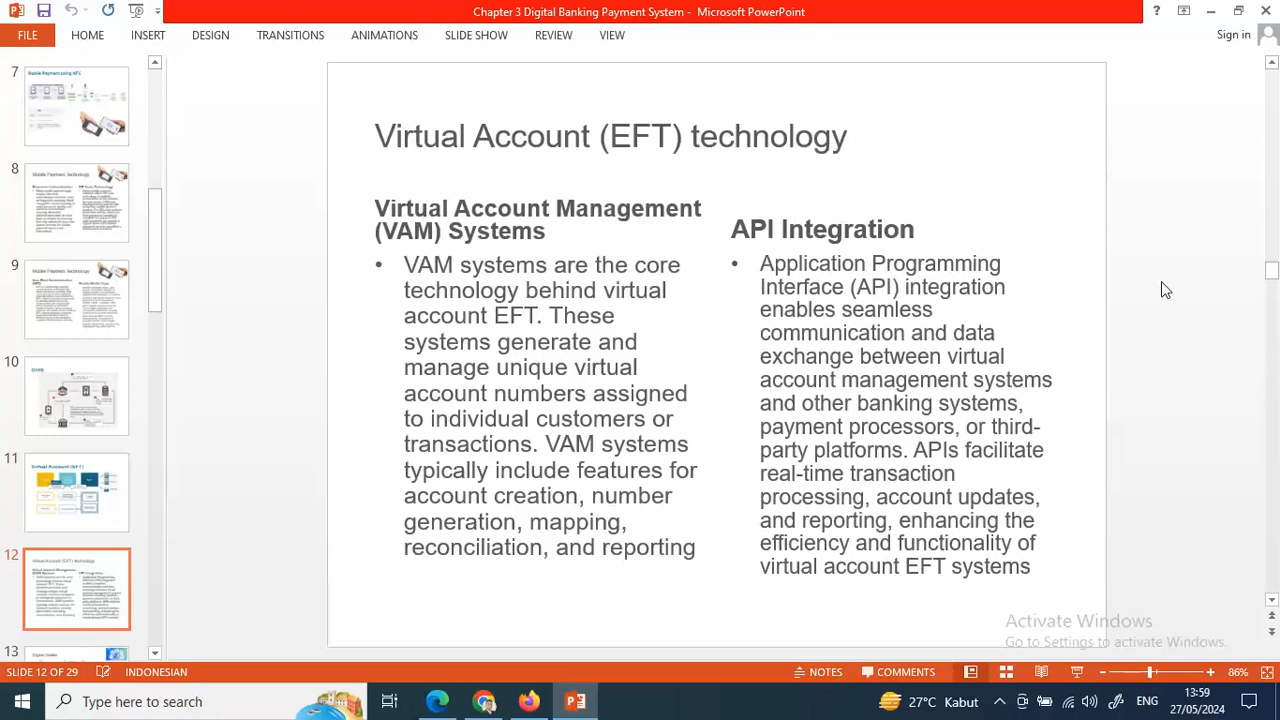 Chapter 3 Digital Banking Payment System - Microsoft PowerPoint
FILE
HOME
INSERT
DESIGN
TRANSITIONS
ANIMATIONS
SLIDE SHOW
REVIEW
VIEW
Sign in
7
8
9
10
11
Virtual Account (EFT)
12
Virtual Account (EFT) technology
13
Virtual Account (EFT) technology
Virtual Account Management
(VAM) Systems
• VAM systems are the core
technology behind virtual
account EFT. These
systems generate and
manage unique virtual
account numbers assigned
to individual customers or
transactions. VAM systems
typically include features for
account creation, number
generation, mapping,
reconciliation, and reporting
API Integration
• Application Programming
Interface (API) integration
enables seamless
communication and data
exchange between virtual
account management systems
and other banking systems,
payment processors, or third-
party platforms. APIs facilitate
real-time transaction
processing, account updates,
and reporting, enhancing the
efficiency and functionality of
virtual account EFT systems
Activate Windows
Go to Settings to activate Windows.
SLIDE 12 OF 29
INDONESIAN
NOTES
COMMENTS
86%
Type here to search
27°C Kabut
ENG
13:59
27/05/2024